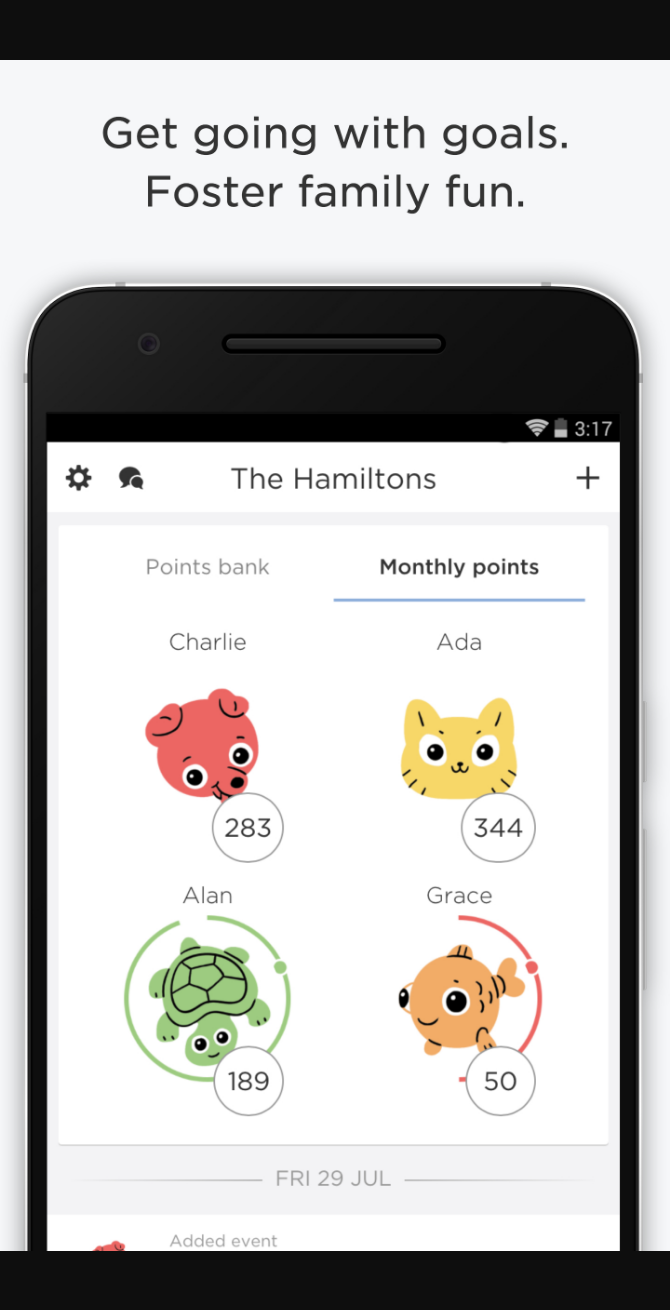 Get going with goals.
Foster family fun.
3:17
The Hamiltons
Points bank
Monthly points
Charlie
Ada
283
344
Alan
Grace
189
50
FRI 29 JUL
Added event